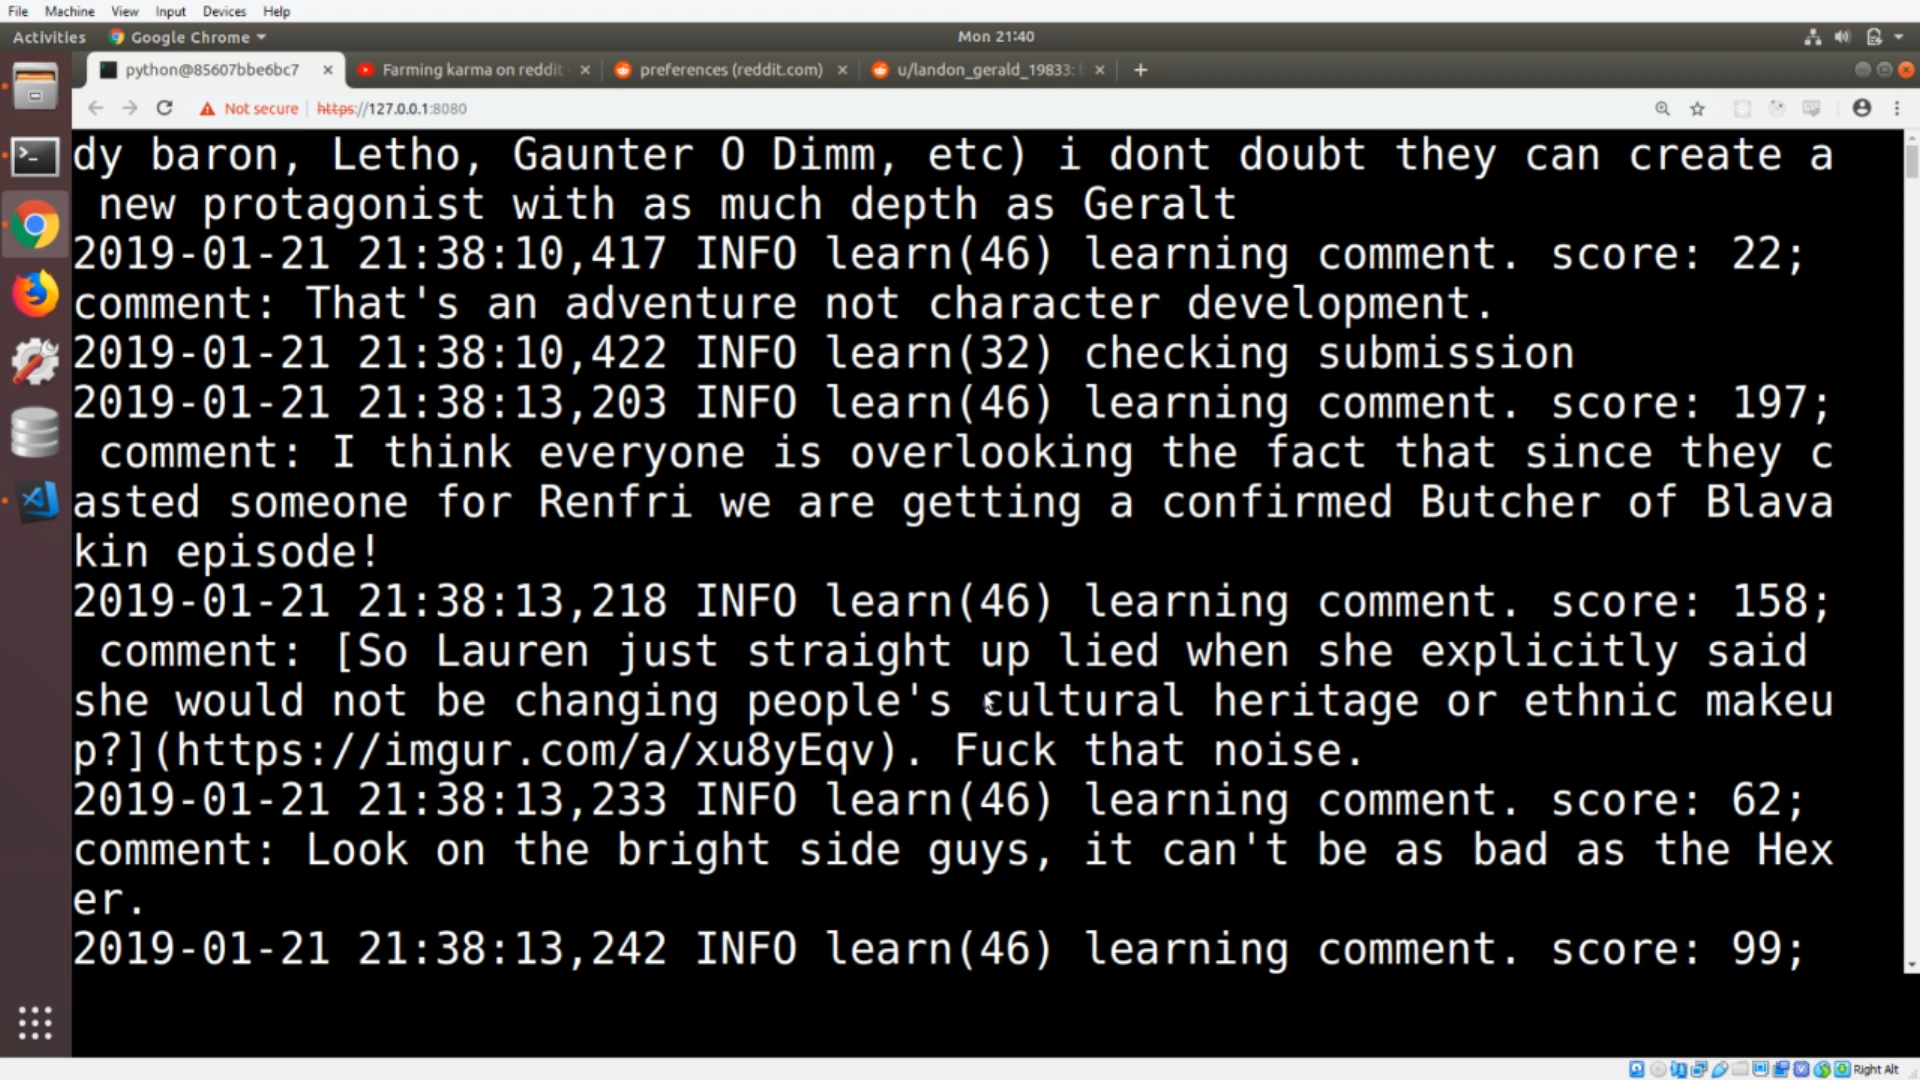 File Machine View Input Devices Help
Activities Google Chrome Mon 21:40
python@85607bbe6bc7 Farming karma on reddit preferences (reddit.com) u/landon_gerald_19833:
Not secure https://127.0.0.1:8080
dy baron, Letho, Gaunter O Dimm, etc) i dont doubt they can create a
new protagonist with as much depth as Geralt
2019-01-21 21:38:10,417 INFO learn(46) learning comment. score: 22;
comment: That's an adventure not character development.
2019-01-21 21:38:10,422 INFO learn(32) checking submission
2019-01-21 21:38:13,203 INFO learn(46) learning comment. score: 197;
comment: I think everyone is overlooking the fact that since they c
asted someone for Renfri we are getting a confirmed Butcher of Blava
kin episode!
2019-01-21 21:38:13,218 INFO learn(46) learning comment. score: 158;
comment: [So Lauren just straight up lied when she explicitly said
she would not be changing people's cultural heritage or ethnic makeu
p?](https://imgur.com/a/xu8yEqv). Fuck that noise.
2019-01-21 21:38:13,233 INFO learn(46) learning comment. score: 62;
comment: Look on the bright side guys, it can't be as bad as the Hex
er.
2019-01-21 21:38:13,242 INFO learn(46) learning comment. score: 99;
Right Alt